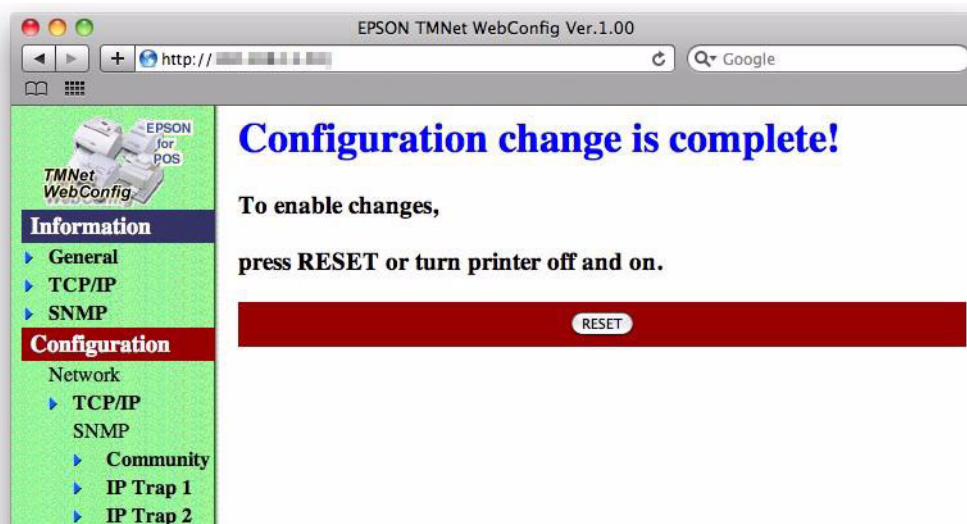 EPSON TMNet WebConfig Ver.1.00
http://
Google
EPSON
for
POS
TMNet
WebConfig
Information
General
TCP/IP
SNMP
Configuration
Network
TCP/IP
SNMP
Community
IP Trap 1
IP Trap 2
Configuration change is complete!
To enable changes,
press RESET or turn printer off and on.
RESET